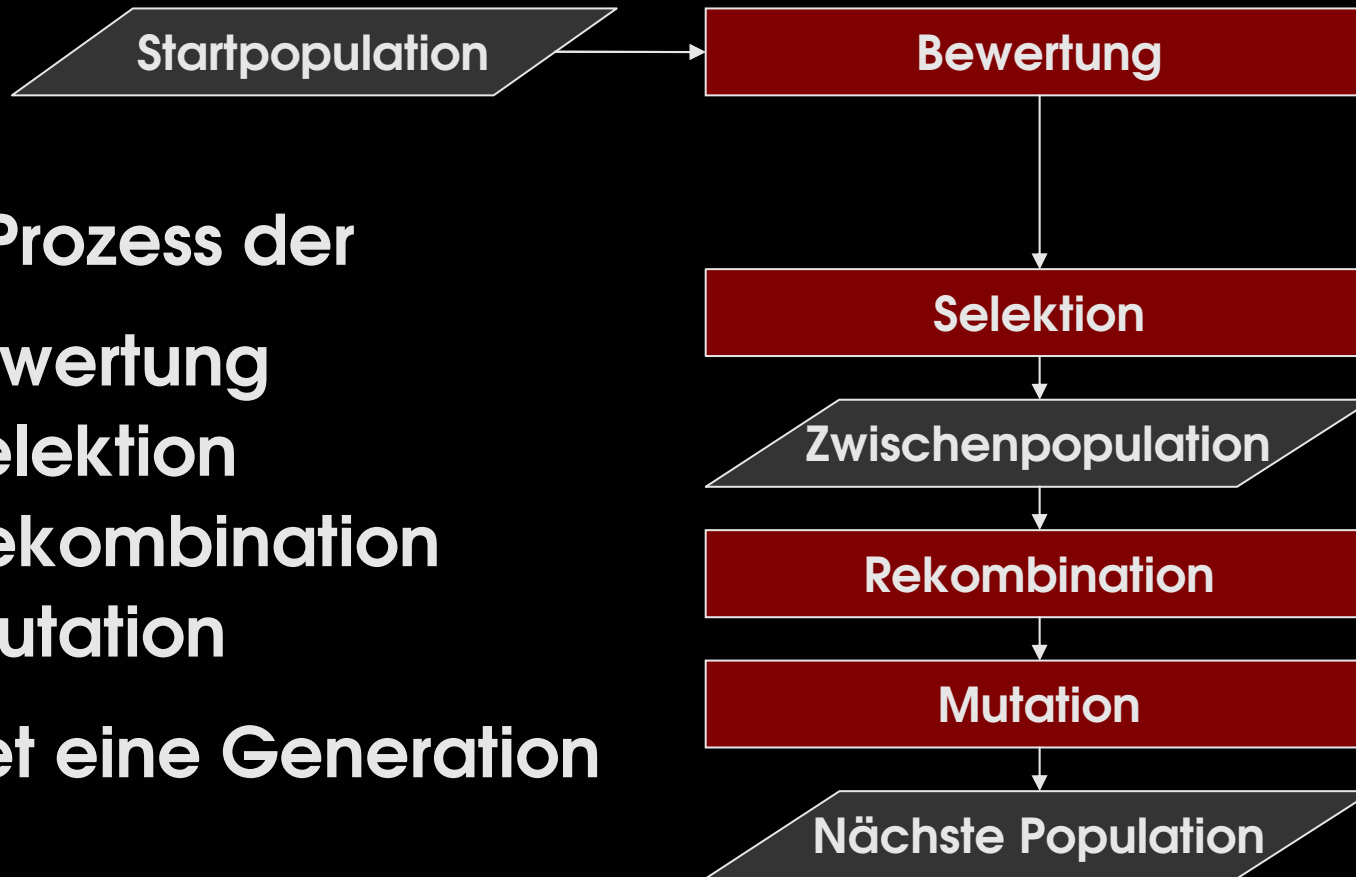 Startpopulation
Bewertung
Prozess der
wertung
elektion
ekombination
utation
et eine Generation
Selektion
Zwischenpopulation
Rekombination
Mutation
Nächste Population